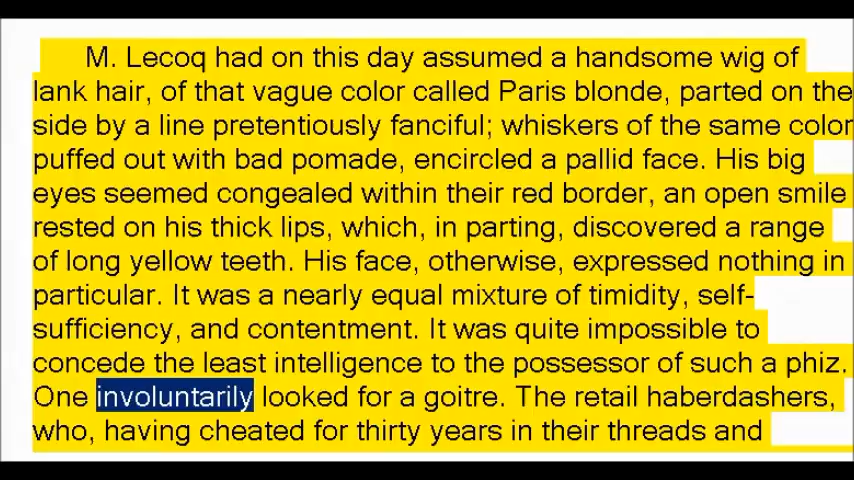 M. Lecoq had on this day assumed a handsome wig of
lank hair, of that vague color called Paris blonde, parted on the
side by a line pretentiously fanciful; whiskers of the same color
puffed out with bad pomade, encircled a pallid face. His big
eyes seemed congealed within their red border, an open smile
rested on his thick lips, which, in parting, discovered a range
of long yellow teeth. His face, otherwise, expressed nothing in
particular. It was a nearly equal mixture of timidity, self-
sufficiency, and contentment. It was quite impossible to
concede the least intelligence to the possessor of such a phiz.
One involuntarily looked for a goitre. The retail haberdashers,
who, having cheated for thirty years in their threads and